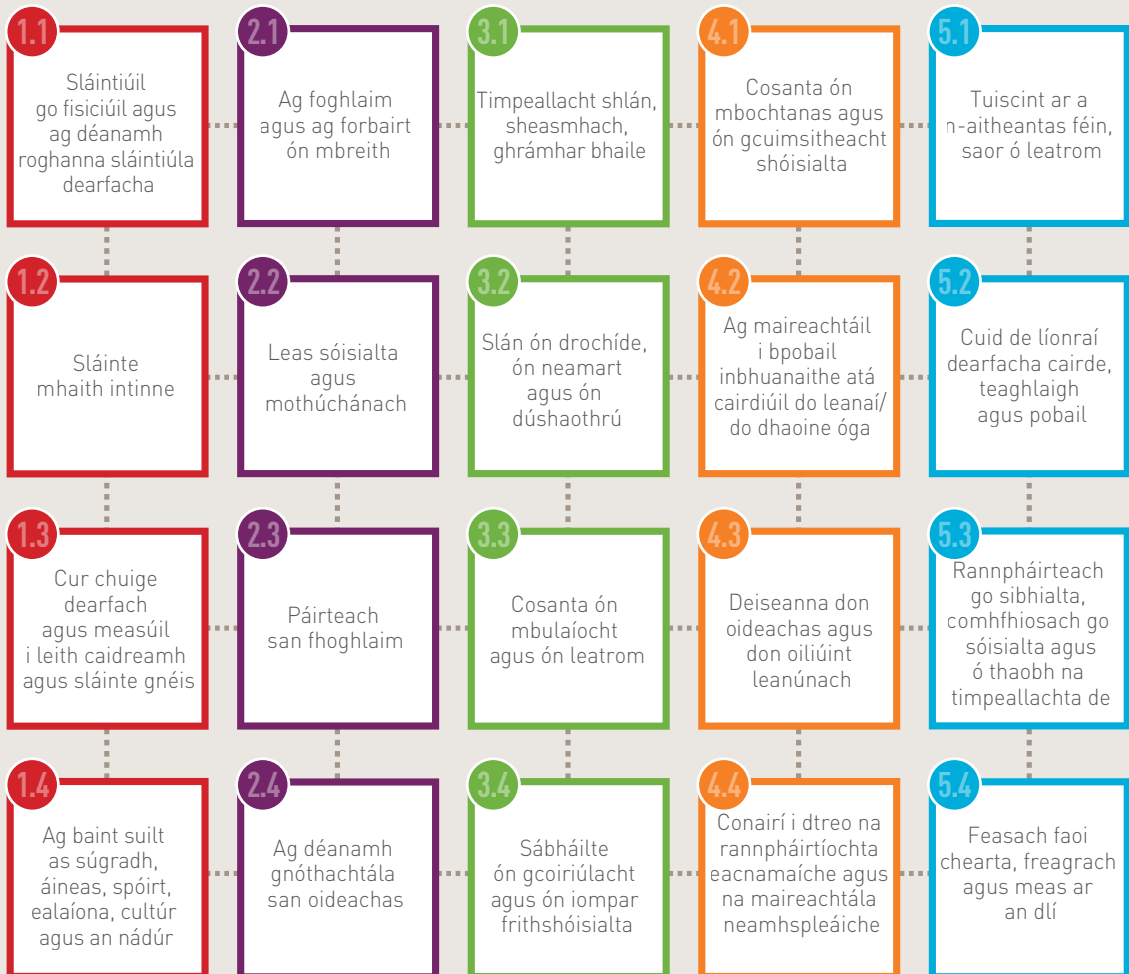 1.1
Sláintiúil
go fisiciúil agus
ag déanamh
roghanna sláintiúla
dearfacha
2.1
Ag foghlaim
agus ag forbairt
ón mbreith
3.1
Timpeallacht shlán,
sheasmhach,
ghrámhar bhaile
4.1
Cosanta ón
mbochtanas agus
ón gcuimsitheacht
shóisialta
5.1
Tuiscint ar a
n-aitheantas féin,
saor ó leatrom
1.2
Sláinte
mhaith intinne
2.2
Leas sóisialta
agus
mothúchánach
3.2
Slán ón drochíde,
ón neamart
agus ón
dúshaothrú
4.2
Ag maireachtáil
i bpobail
inbhuanaithe atá
cairdiúil do leanaí/
do dhaoine óga
5.2
Cuid de líonraí
dearfacha cairde,
teaghlaigh
agus pobail
1.3
Cur chuige
dearfach
agus measúil
i leith caidreamh
agus sláinte gnéis
2.3
Páirteach
san fhoghlaim
3.3
Cosanta ón
mbulaíocht
agus ón leatrom
4.3
Deiseanna don
oideachas agus
don oiliúint
leanúnach
5.3
Rannpháirteach
go sibhialta,
comhfhiosach go
sóisialta agus
ó thaobh na
timpeallachta de
1.4
Ag baint suilt
as súgradh,
áineas, spóirt,
ealaíona, cultúr
agus an nádúr
2.4
Ag déanamh
gnóthachtála
san oideachas
3.4
Sábháilte
ón gcoiriúlacht
agus ón iompar
frithshóisialta
4.4
Conairí i dtreo na
rannpháirtíochta
eacnamaíche agus
na maireachtála
neamhspleáiche
5.4
Feasach faoi
chearta, freagrach
agus meas ar
an dlí